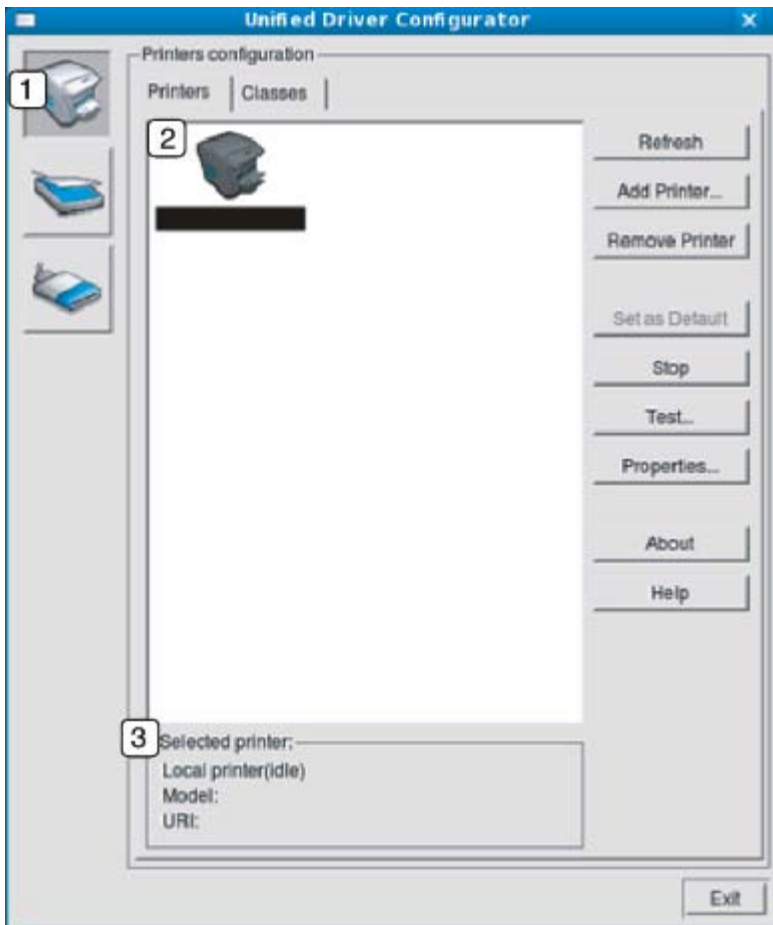 Unified Driver Configurator
Printers configuration
Printers Classes
1
2
Refresh
Add Printer...
Remove Printer
Set as Default
Stop
Test...
Properties...
About
Help
3
Selected printer:
Local printer(idle)
Model:
URI:
Exit